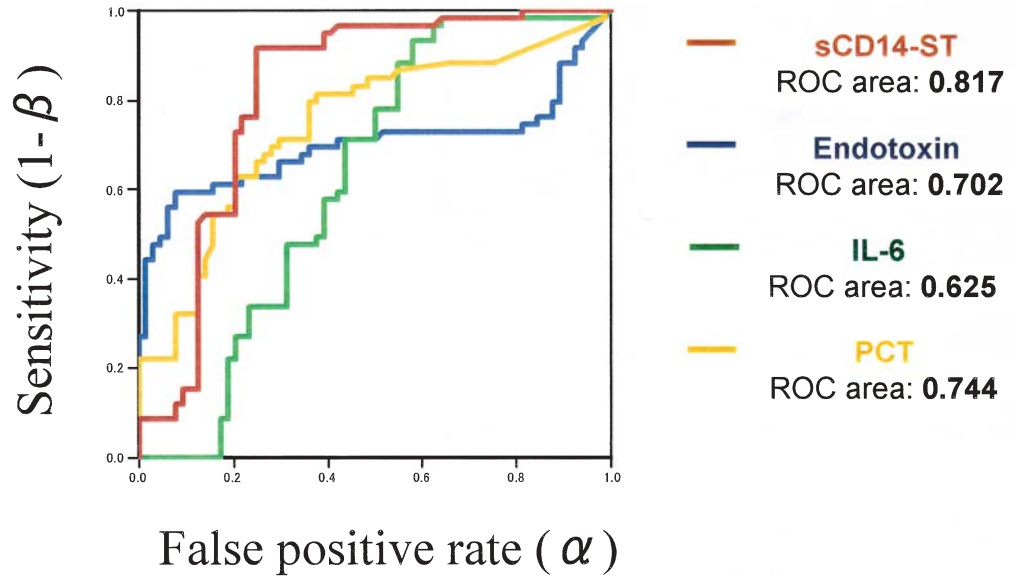 Sensitivity (1-β)
1.0
0.8
0.6
0.4
0.2
0.0
0.0 0.2 0.4 0.6 0.8 1.0
False positive rate (α)
sCD14-ST
ROC area: 0.817
Endotoxin
ROC area: 0.702
IL-6
ROC area: 0.625
PCT
ROC area: 0.744